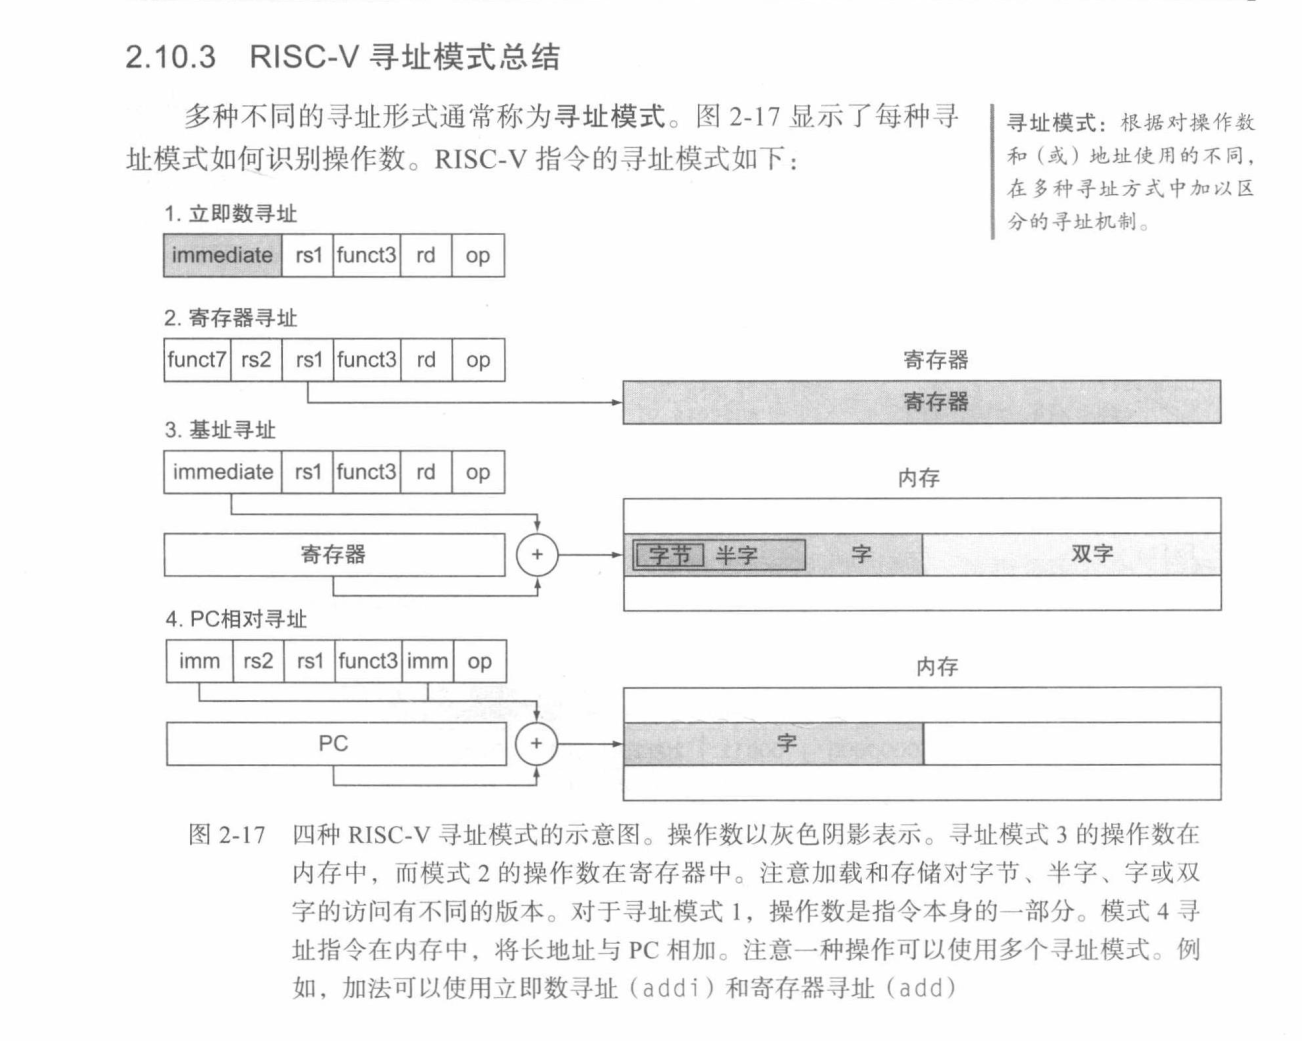 2.10.3 RISC-V 寻址模式总结
多种不同的寻址形式通常称为寻址模式。图 2-17 显示了每种寻
址模式如何识别操作数。RISC-V 指令的寻址模式如下：
寻址模式：根据对操作数
和（或）地址使用的不同，
在多种寻址方式中加以区
分的寻址机制。
1. 立即数寻址
immediate rs1 funct3 rd op
2. 寄存器寻址
funct7 rs2 rs1 funct3 rd op
寄存器
寄存器
3. 基址寻址
immediate rs1 funct3 rd op
内存
寄存器 + 字节 半字 字 双字
4. PC相对寻址
imm rs2 rs1 funct3 imm op
内存
PC + 字
图 2-17 四种 RISC-V 寻址模式的示意图。操作数以灰色阴影表示。寻址模式 3 的操作数在
内存中，而模式 2 的操作数在寄存器中。注意加载和存储对字节、半字、字或双
字的访问有不同的版本。对于寻址模式 1，操作数是指令本身的一部分。模式 4 寻
址指令在内存中，将长地址与 PC 相加。注意一种操作可以使用多个寻址模式。例
如，加法可以使用立即数寻址（addi）和寄存器寻址（add）